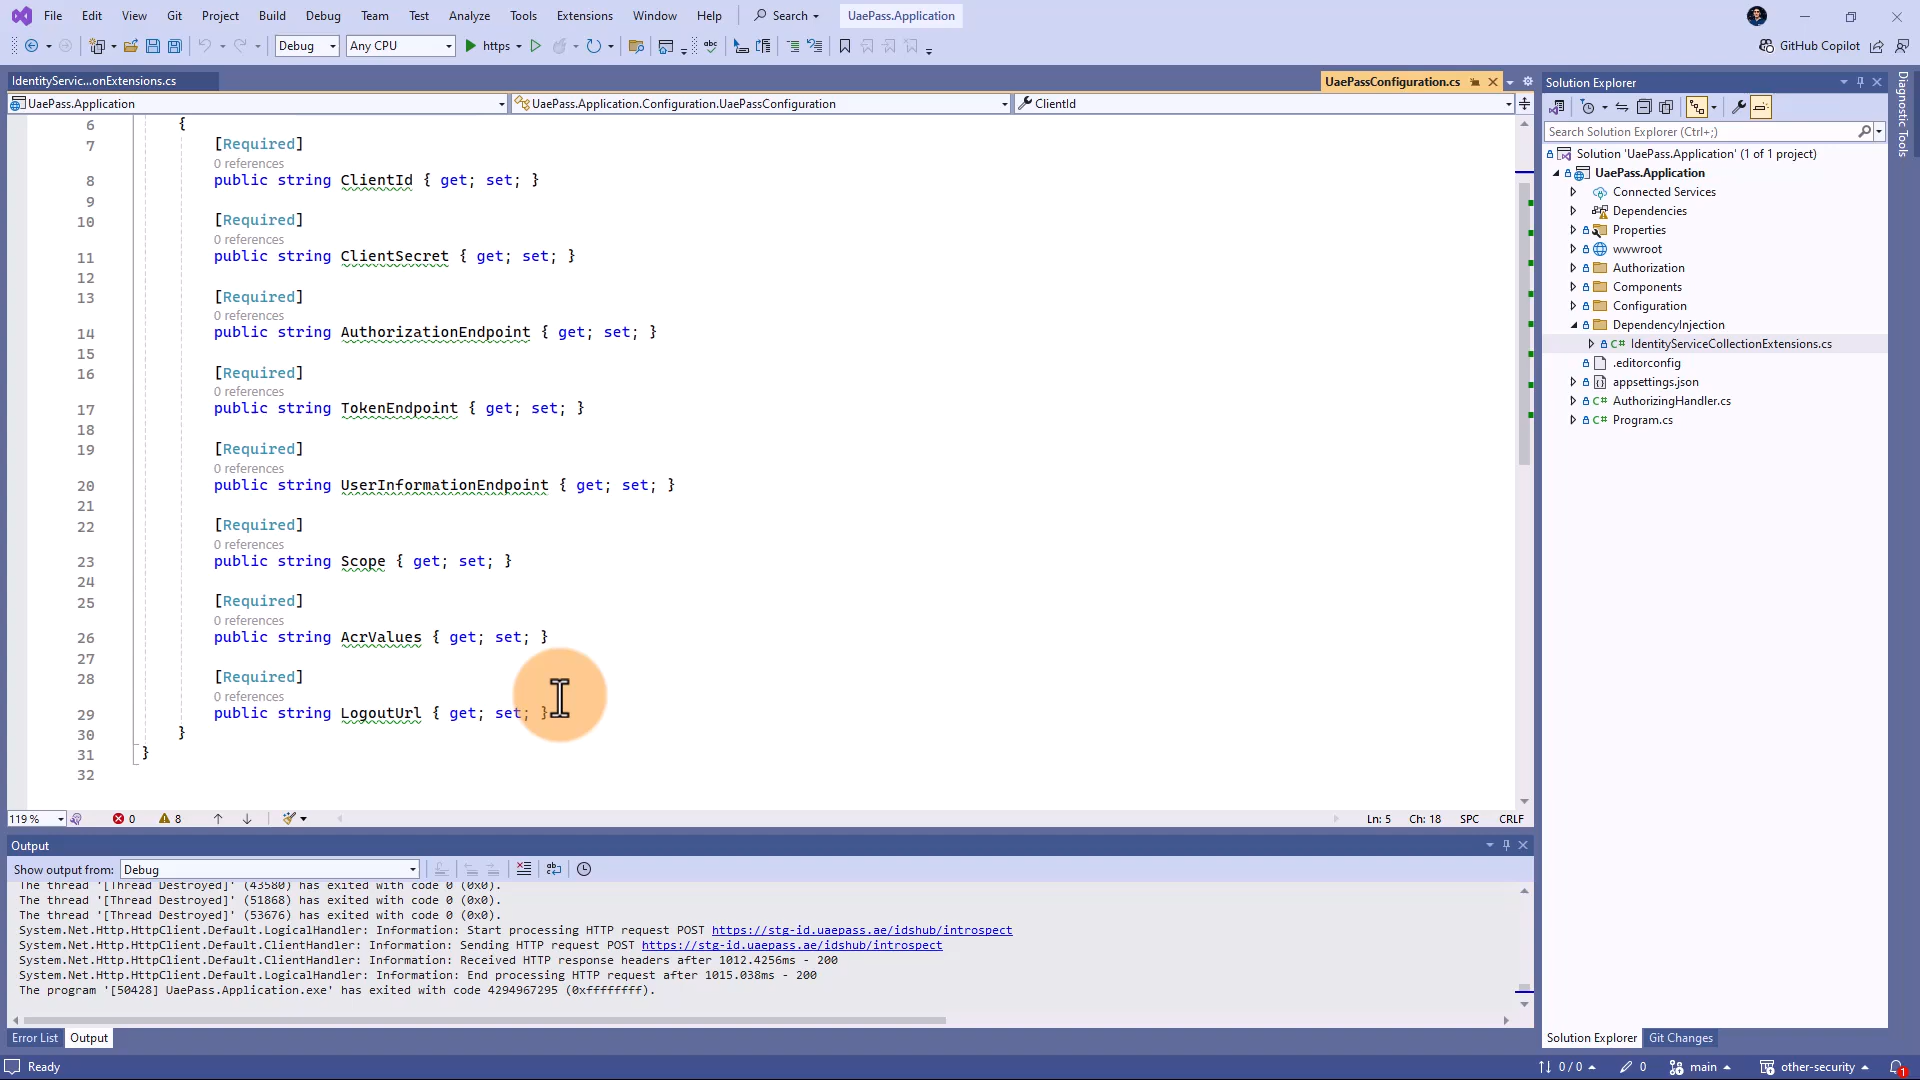 File Edit View Git Project Build Debug Team Test Analyze Tools Extensions Window Help Search UaePass.Application
Debug Any CPU https GitHub Copilot
IdentityServic...onExtensions.cs UaePassConfiguration.cs
UaePass.Application UaePass.Application.Configuration.UaePassConfiguration ClientId
6 {
7 [Required]
0 references
8 public string ClientId { get; set; }
9
10 [Required]
0 references
11 public string ClientSecret { get; set; }
12
13 [Required]
0 references
14 public string AuthorizationEndpoint { get; set; }
15
16 [Required]
0 references
17 public string TokenEndpoint { get; set; }
18
19 [Required]
0 references
20 public string UserInformationEndpoint { get; set; }
21
22 [Required]
0 references
23 public string Scope { get; set; }
24
25 [Required]
0 references
26 public string AcrValues { get; set; }
27
28 [Required]
0 references
29 public string LogoutUrl { get; set; }
30 }
31 }
32
119 % 0 8 Ln: 5 Ch: 18 SPC CRLF
Output
Show output from: Debug
The thread '[Thread Destroyed]' (43580) has exited with code 0 (0x0).
The thread '[Thread Destroyed]' (51868) has exited with code 0 (0x0).
The thread '[Thread Destroyed]' (53676) has exited with code 0 (0x0).
System.Net.Http.HttpClient.Default.LogicalHandler: Information: Start processing HTTP request POST https://stg-id.uaepass.ae/idshub/introspect
System.Net.Http.HttpClient.Default.ClientHandler: Information: Sending HTTP request POST https://stg-id.uaepass.ae/idshub/introspect
System.Net.Http.HttpClient.Default.ClientHandler: Information: Received HTTP response headers after 1012.4256ms - 200
System.Net.Http.HttpClient.Default.LogicalHandler: Information: End processing HTTP request after 1015.038ms - 200
The program '[50428] UaePass.Application.exe' has exited with code 4294967295 (0xffffffff).
Error List Output
Solution Explorer
Search Solution Explorer (Ctrl+;)
Solution 'UaePass.Application' (1 of 1 project)
UaePass.Application
Connected Services
Dependencies
Properties
wwwroot
Authorization
Components
Configuration
DependencyInjection
C# IdentityServiceCollectionExtensions.cs
.editorconfig
appsettings.json
C# AuthorizingHandler.cs
C# Program.cs
Solution Explorer Git Changes
Diagnostic Tools
Ready 0 / 0 0 main other-security 1